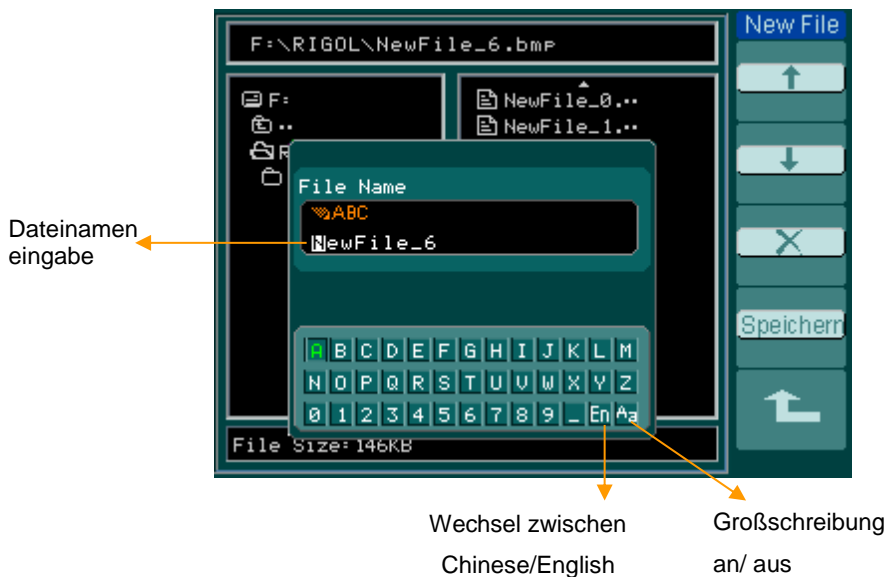 New File
F:\RIGOL\NewFile_6.bmp
F:
NewFile_0.··
··
NewFile_1.··
R
File Name
ABC
NewFile_6
Dateinamen
eingabe
Speichern
A B C D E F G H I J K L M
N O P Q R S T U V W X Y Z
0 1 2 3 4 5 6 7 8 9 _ En Aa
File Size:146KB
Wechsel zwischen
Chinese/English
Großschreibung
an/ aus